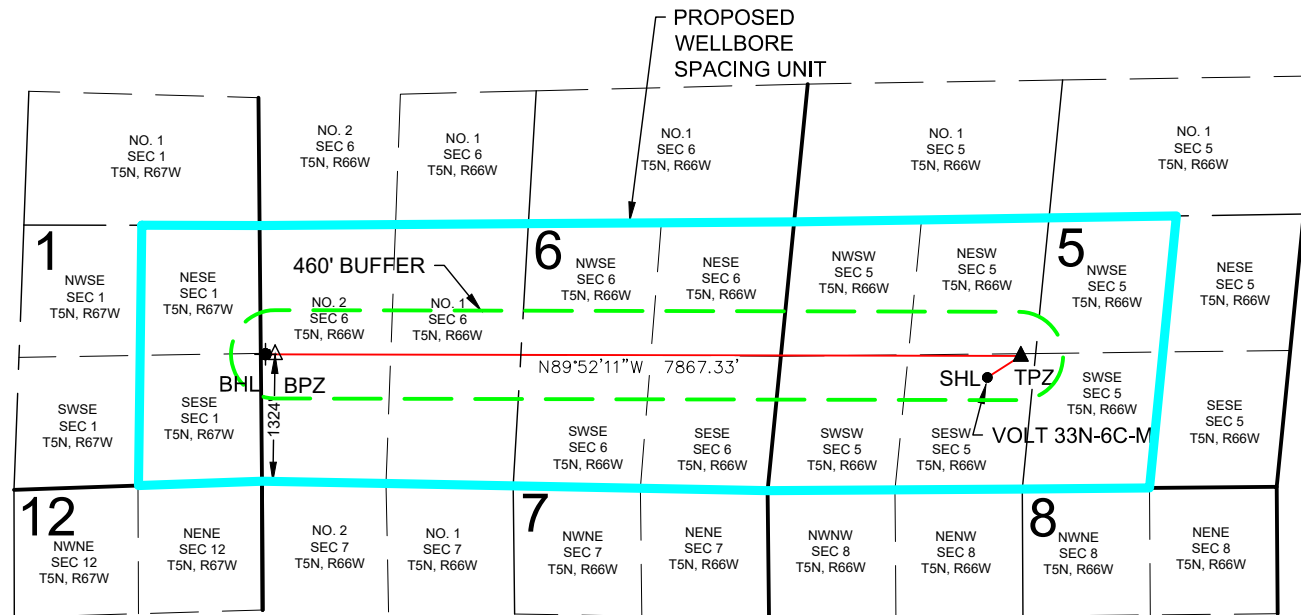 PROPOSED
WELLBORE
SPACING UNIT
NO. 1
SEC 1
T5N, R67W
NO. 2
SEC 6
T5N, R66W
NO. 1
SEC 6
T5N, R66W
NO.1
SEC 6
T5N, R66W
NO. 1
SEC 5
T5N, R66W
NO. 1
SEC 5
T5N, R66W
1
6
5
460' BUFFER
NWSE
SEC 1
T5N, R67W
NESE
SEC 1
T5N, R67W
NO. 2
SEC 6
T5N, R66W
NO. 1
SEC 6
T5N, R66W
NWSE
SEC 6
T5N, R66W
NESE
SEC 6
T5N, R66W
NWSW
SEC 5
T5N, R66W
NESW
SEC 5
T5N, R66W
NWSE
SEC 5
T5N, R66W
NESE
SEC 5
T5N, R66W
N89°52'11"W 7867.33'
BHL
BPZ
SHL
TPZ
1324'
VOLT 33N-6C-M
SWSE
SEC 1
T5N, R67W
SESE
SEC 1
T5N, R67W
SWSE
SEC 6
T5N, R66W
SESE
SEC 6
T5N, R66W
SWSW
SEC 5
T5N, R66W
SESW
SEC 5
T5N, R66W
SWSE
SEC 5
T5N, R66W
SESE
SEC 5
T5N, R66W
12
7
8
NWNE
SEC 12
T5N, R67W
NENE
SEC 12
T5N, R67W
NO. 2
SEC 7
T5N, R66W
NO. 1
SEC 7
T5N, R66W
NWNE
SEC 7
T5N, R66W
NENE
SEC 7
T5N, R66W
NWNW
SEC 8
T5N, R66W
NENW
SEC 8
T5N, R66W
NWNE
SEC 8
T5N, R66W
NENE
SEC 8
T5N, R66W